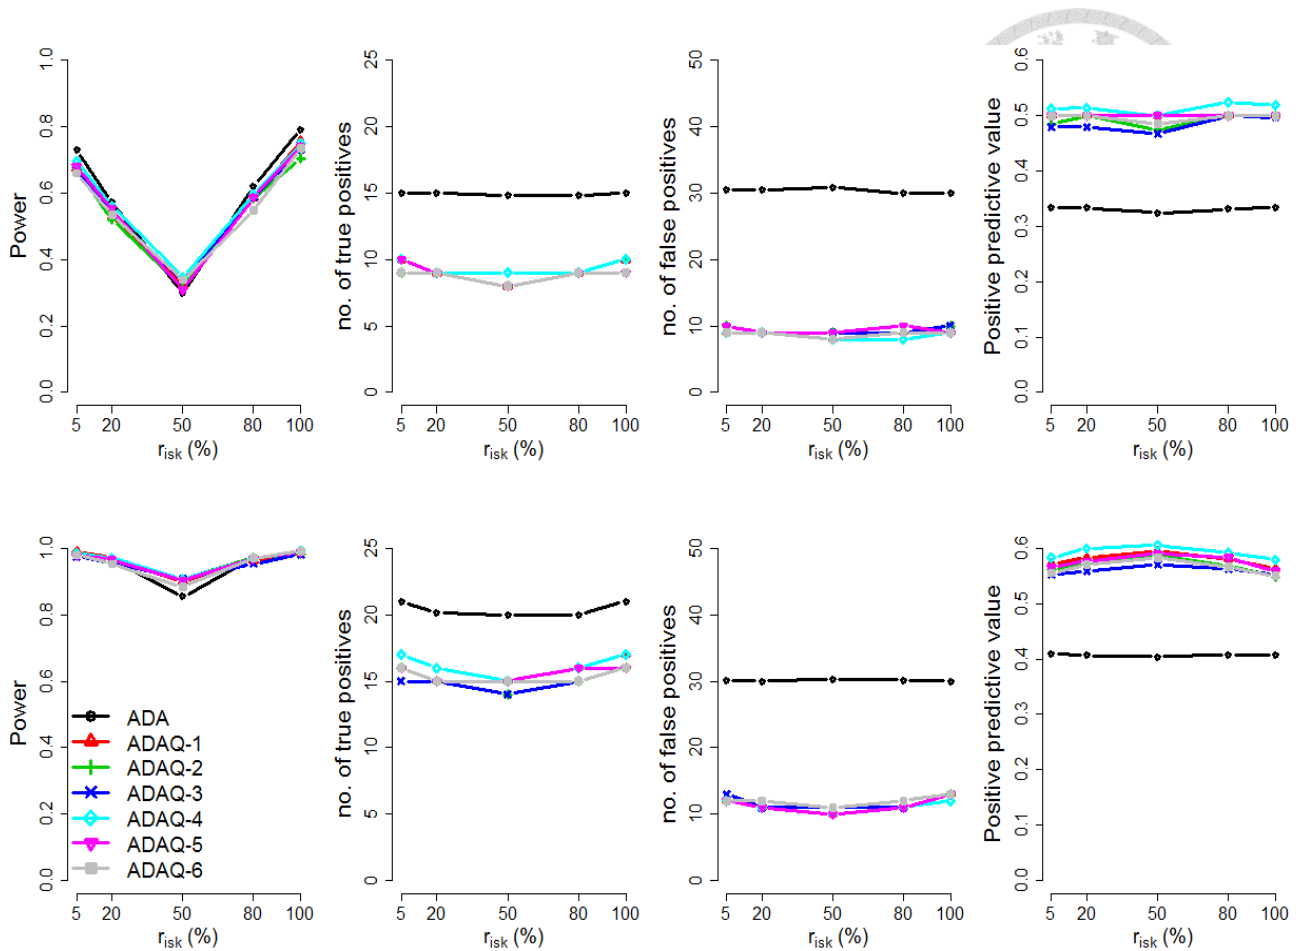 Power
0.0 0.2 0.4 0.6 0.8 1.0
5 20 50 80 100
r_isk (%)
no. of true positives
0 5 10 15 20 25
5 20 50 80 100
r_isk (%)
no. of false positives
0 10 20 30 40 50
5 20 50 80 100
r_isk (%)
Positive predictive value
0.0 0.1 0.2 0.3 0.4 0.5 0.6
5 20 50 80 100
r_isk (%)
Power
0.0 0.2 0.4 0.6 0.8 1.0
ADA
ADAQ-1
ADAQ-2
ADAQ-3
ADAQ-4
ADAQ-5
ADAQ-6
5 20 50 80 100
r_isk (%)
no. of true positives
0 5 10 15 20 25
5 20 50 80 100
r_isk (%)
no. of false positives
0 10 20 30 40 50
5 20 50 80 100
r_isk (%)
Positive predictive value
0.0 0.1 0.2 0.3 0.4 0.5 0.6
5 20 50 80 100
r_isk (%)